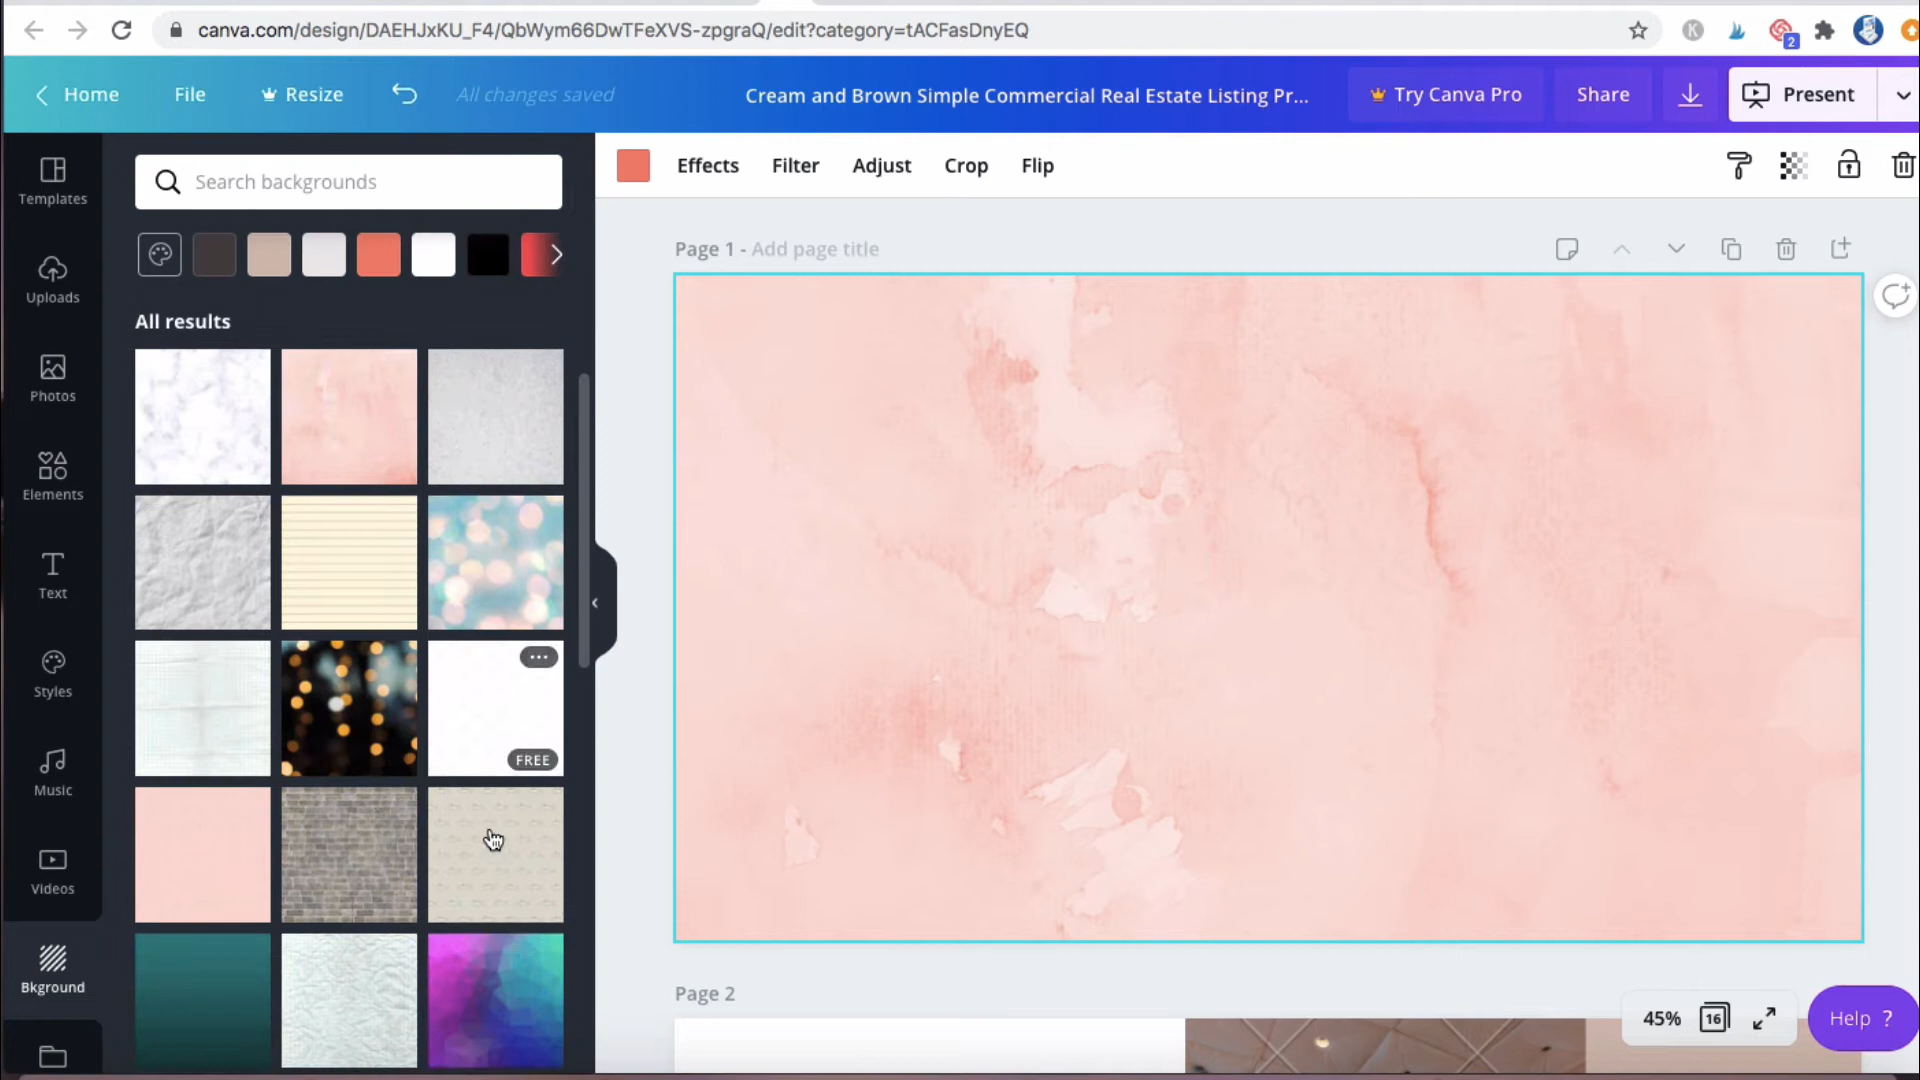 canva.com/design/DAEHJxKU_F4/QbWym66DwTFeXVS-zpgraQ/edit?category=tACFasDnyEQ
K
2
Home
File
Resize
All changes saved
Cream and Brown Simple Commercial Real Estate Listing Pr...
Try Canva Pro
Share
Present
Templates
Uploads
Photos
Elements
Text
Styles
Music
Videos
Bkground
Search backgrounds
All results
FREE
Effects
Filter
Adjust
Crop
Flip
Page 1 - Add page title
Page 2
45%
16
Help ?